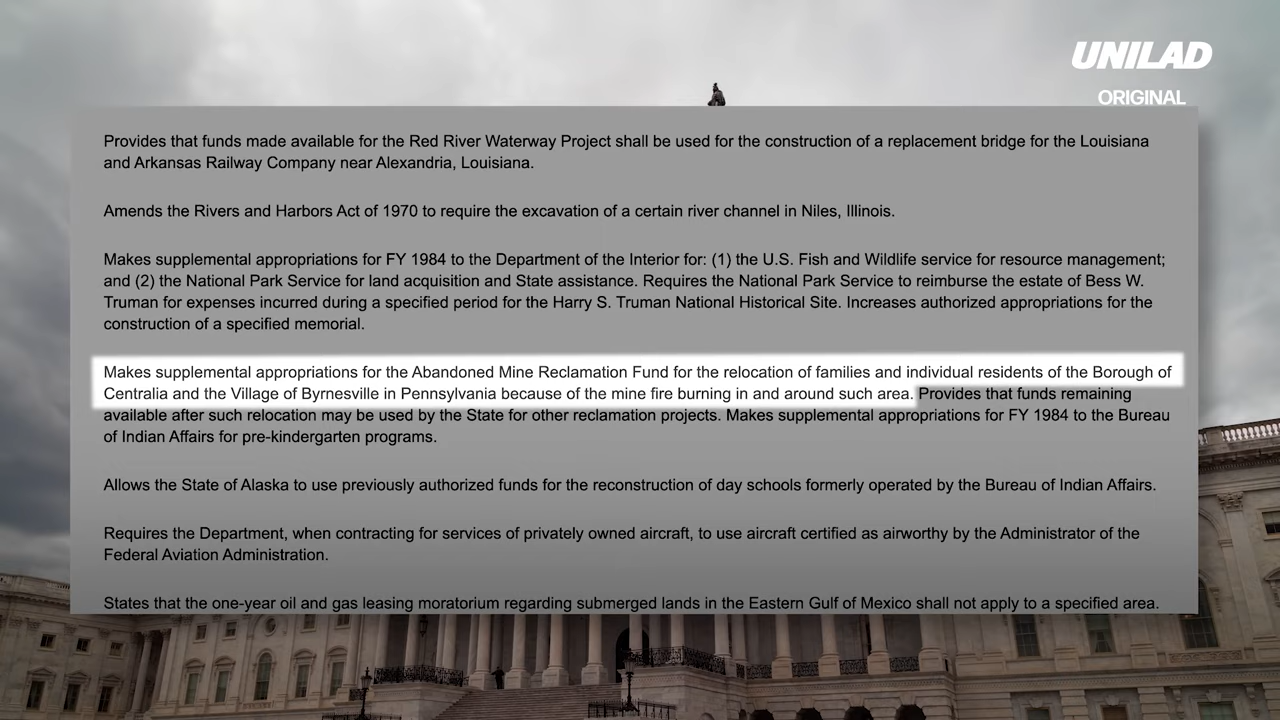 UNILAD
ORIGINAL
Provides that funds made available for the Red River Waterway Project shall be used for the construction of a replacement bridge for the Louisiana
and Arkansas Railway Company near Alexandria, Louisiana.
Amends the Rivers and Harbors Act of 1970 to require the excavation of a certain river channel in Niles, Illinois.
Makes supplemental appropriations for FY 1984 to the Department of the Interior for: (1) the U.S. Fish and Wildlife service for resource management;
and (2) the National Park Service for land acquisition and State assistance. Requires the National Park Service to reimburse the estate of Bess W.
Truman for expenses incurred during a specified period for the Harry S. Truman National Historical Site. Increases authorized appropriations for the
construction of a specified memorial.
Makes supplemental appropriations for the Abandoned Mine Reclamation Fund for the relocation of families and individual residents of the Borough of
Centralia and the Village of Byrnesville in Pennsylvania because of the mine fire burning in and around such area. Provides that funds remaining
available after such relocation may be used by the State for other reclamation projects. Makes supplemental appropriations for FY 1984 to the Bureau
of Indian Affairs for pre-kindergarten programs.
Allows the State of Alaska to use previously authorized funds for the reconstruction of day schools formerly operated by the Bureau of Indian Affairs.
Requires the Department, when contracting for services of privately owned aircraft, to use aircraft certified as airworthy by the Administrator of the
Federal Aviation Administration.
States that the one-year oil and gas leasing moratorium regarding submerged lands in the Eastern Gulf of Mexico shall not apply to a specified area.